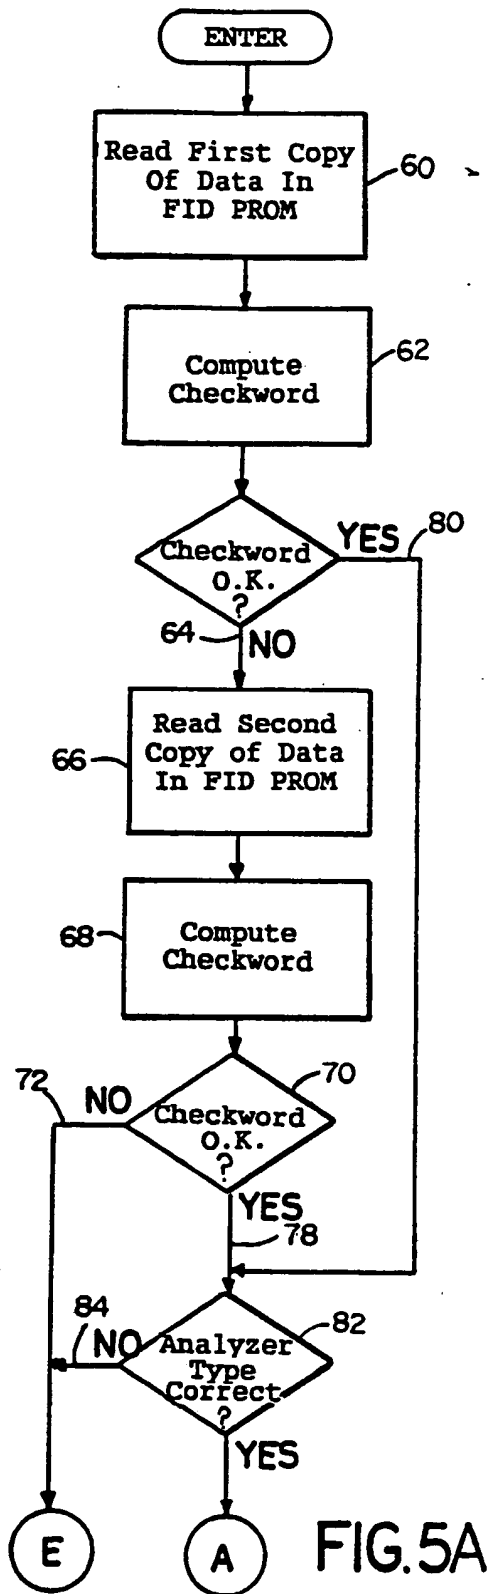 ENTER
Read First Copy
Of Data In
FID PROM
60
Compute
Checkword
62
Checkword
O.K.
?
YES
80
64
NO
Read Second
Copy of Data
In FID PROM
66
Compute
Checkword
68
70
72
NO
Checkword
O.K.
?
YES
78
84
NO
82
Analyzer
Type
Correct
?
YES
E
A
FIG.5A